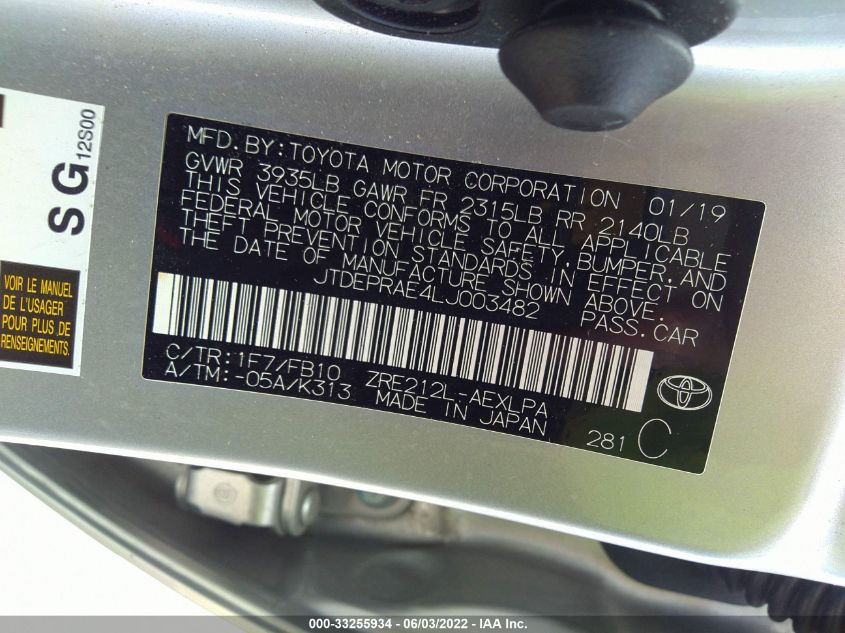 SG 12S00
VOIR LE MANUEL
DE L'USAGER
POUR PLUS DE
RENSEIGNEMENTS.
MFD. BY: TOYOTA MOTOR CORPORATION 01/19
GVWR 3935LB GAWR FR 2315LB RR 2140LB
THIS VEHICLE CONFORMS TO ALL APPLICABLE
FEDERAL MOTOR VEHICLE SAFETY, BUMPER, AND
THEFT PREVENTION STANDARDS IN EFFECT ON
THE DATE OF MANUFACTURE SHOWN ABOVE.
JTDEPRAE4LJ003482 PASS. CAR
C/TR: 1F7/FB10 ZRE212L-AEXLPA
A/TM: -05A/K313 MADE IN JAPAN
281 C
000-33255934 - 06/03/2022 - IAA Inc.